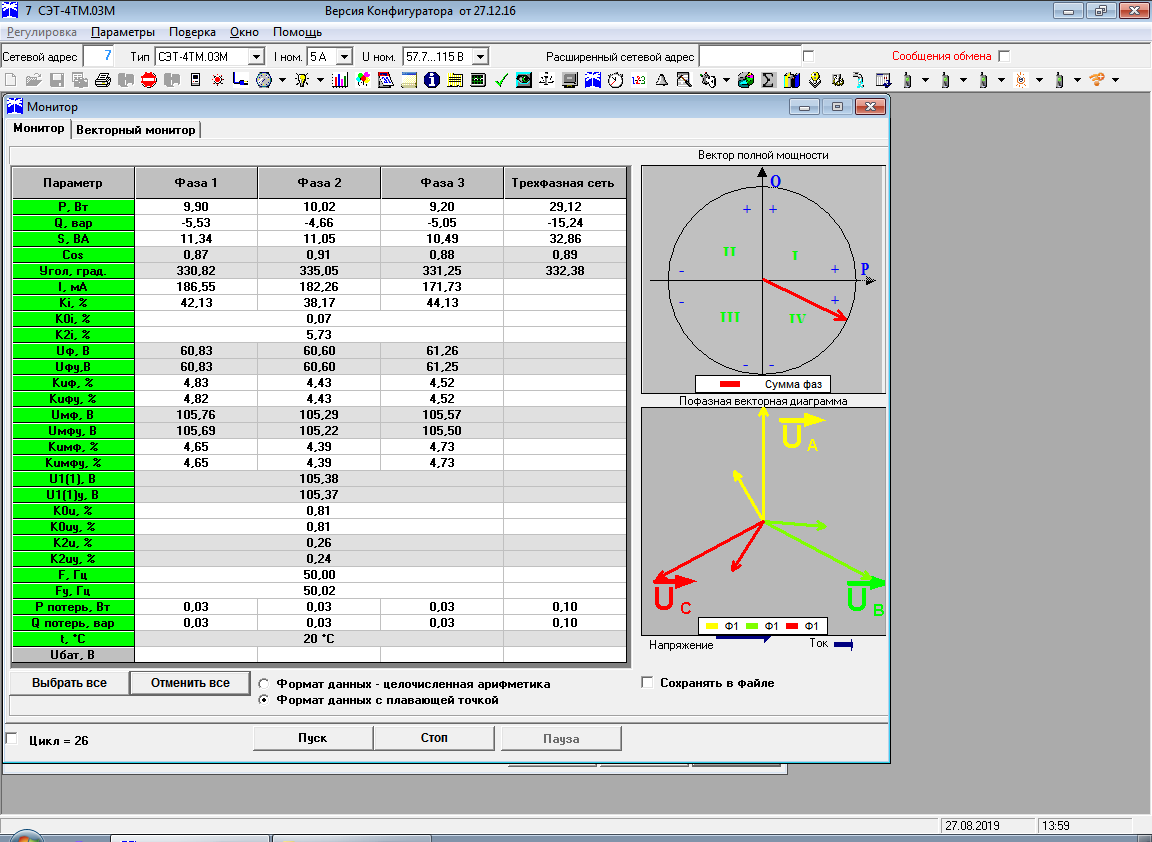 7 СЭТ-4ТМ.03М Версия Конфигуратора от 27.12.16
Регулировка Параметры Поверка Окно Помощь
Сетевой адрес 7 Тип СЭТ-4ТМ.03М I ном. 5 А U ном. 57.7...115 В Расширенный сетевой адрес Сообщения обмена
Монитор
Монитор Векторный монитор
Параметр Фаза 1 Фаза 2 Фаза 3 Трехфазная сеть
P, Вт 9,90 10,02 9,20 29,12
Q, вар -5,53 -4,66 -5,05 -15,24
S, ВА 11,34 11,05 10,49 32,86
Cos 0,87 0,91 0,88 0,89
Угол, град. 330,82 335,05 331,25 332,38
I, мА 186,55 182,26 171,73
Ki, % 42,13 38,17 44,13
K0i, % 0,07
K2i, % 5,73
Uф, В 60,83 60,60 61,26
Uфу,В 60,83 60,60 61,25
Kuф, % 4,83 4,43 4,52
Kuфу, % 4,82 4,43 4,52
Uмф, В 105,76 105,29 105,57
Uмфу, В 105,69 105,22 105,50
Kuмф, % 4,65 4,39 4,73
Kuмфу, % 4,65 4,39 4,73
U1(1), В 105,38
U1(1)у, В 105,37
K0u, % 0,81
K0uy, % 0,81
K2u, % 0,26
K2uy, % 0,24
F, Гц 50,00
Fy, Гц 50,02
P потерь, Вт 0,03 0,03 0,03 0,10
Q потерь, вар 0,03 0,03 0,03 0,10
t, °C 20 °C
Uбат, В
Вектор полной мощности
Q
+ +
II I
- + P
- +
III IV
- -
Сумма фаз
Пофазная векторная диаграмма
U A
U C
U B
Ф1 Ф1 Ф1
Напряжение Ток
Выбрать все Отменить все
Формат данных - целочисленная арифметика
Формат данных с плавающей точкой
Сохранять в файле
Цикл = 26 Пуск Стоп Пауза
27.08.2019 13:59